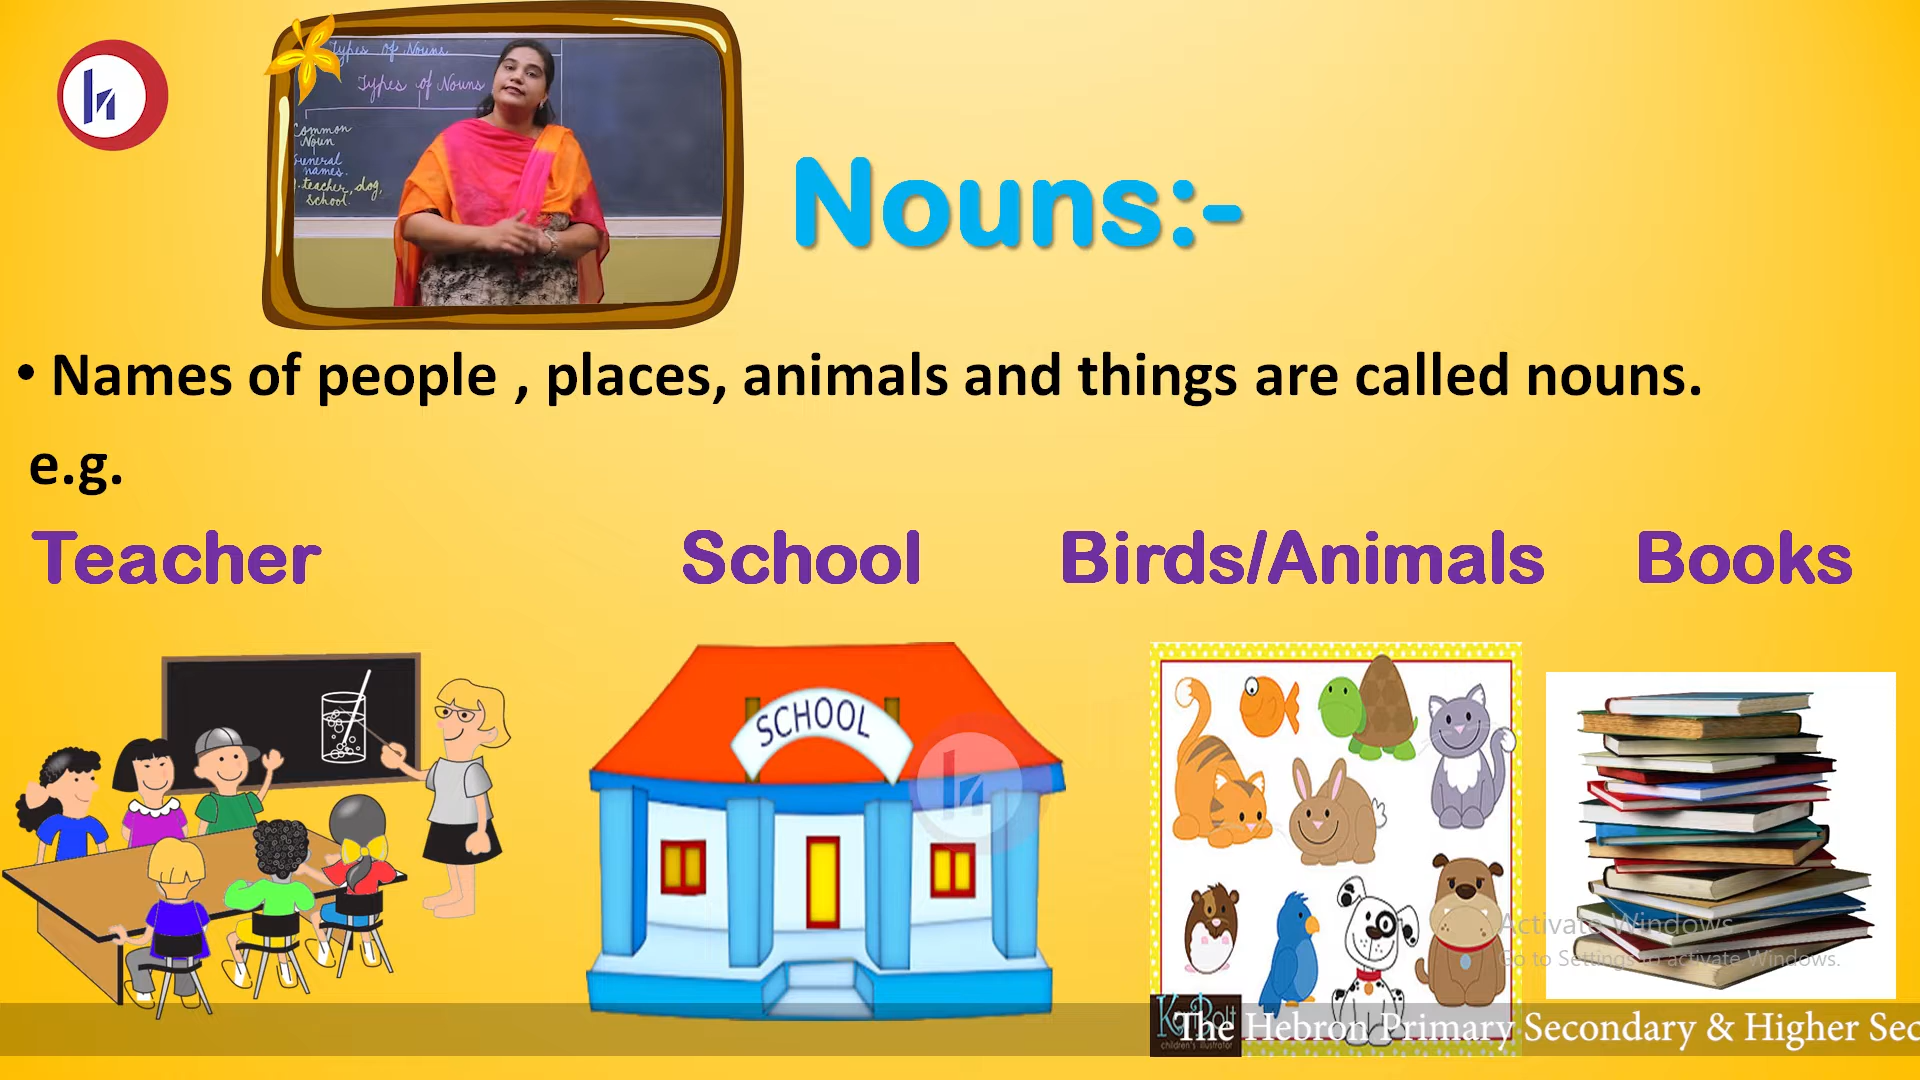 Types of Nouns
Types of Nouns
Common
Noun
General
names.
teacher, dog,
school.
Nouns:-
• Names of people , places, animals and things are called nouns.
e.g.
Teacher School Birds/Animals Books
SCHOOL
Activate Windows
Go to Settings to activate Windows.
children's illustrator
The Hebron Primary Secondary & Higher Sec